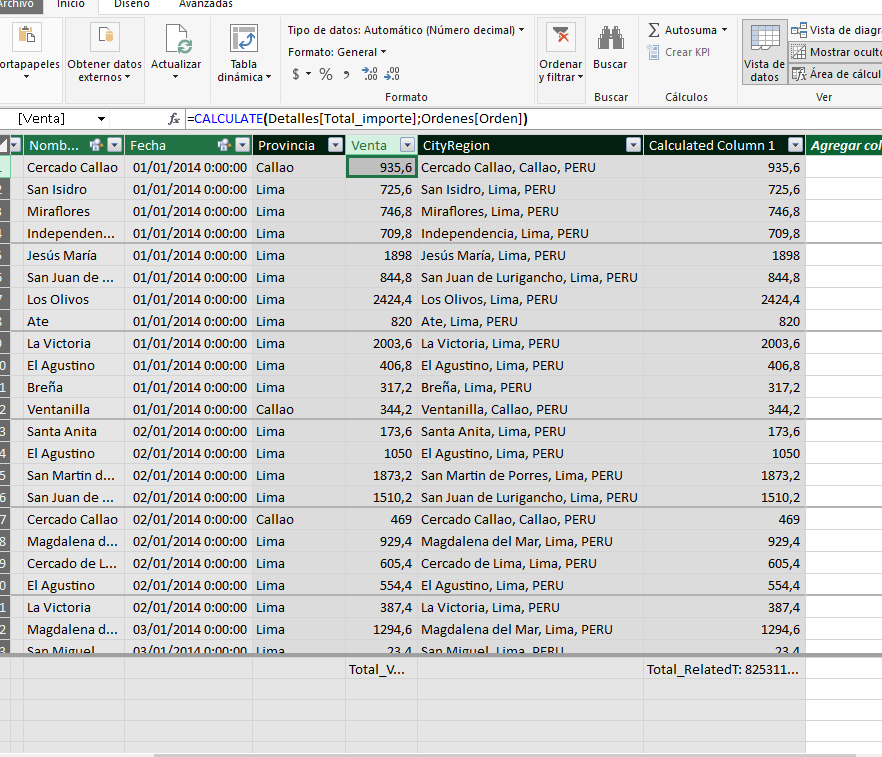 Archivo Inicio Diseño Avanzadas
Portapapeles
Obtener datos externos
Actualizar
Tabla dinámica
Tipo de datos: Automático (Número decimal)
Formato: General
$ % , ,00 ,00
Formato
Ordenar y filtrar
Buscar
Buscar
Autosuma
Crear KPI
Cálculos
Vista de datos
Vista de diagr
Mostrar oculto
Área de cálcul
Ver
[Venta] fx =CALCULATE(Detalles[Total_importe];Ordenes[Orden])
Nomb... Fecha Provincia Venta CityRegion Calculated Column 1 Agregar col
Cercado Callao 01/01/2014 0:00:00 Callao 935,6 Cercado Callao, Callao, PERU 935,6
San Isidro 01/01/2014 0:00:00 Lima 725,6 San Isidro, Lima, PERU 725,6
Miraflores 01/01/2014 0:00:00 Lima 746,8 Miraflores, Lima, PERU 746,8
Independen... 01/01/2014 0:00:00 Lima 709,8 Independencia, Lima, PERU 709,8
Jesús María 01/01/2014 0:00:00 Lima 1898 Jesús María, Lima, PERU 1898
San Juan de ... 01/01/2014 0:00:00 Lima 844,8 San Juan de Lurigancho, Lima, PERU 844,8
Los Olivos 01/01/2014 0:00:00 Lima 2424,4 Los Olivos, Lima, PERU 2424,4
Ate 01/01/2014 0:00:00 Lima 820 Ate, Lima, PERU 820
La Victoria 01/01/2014 0:00:00 Lima 2003,6 La Victoria, Lima, PERU 2003,6
El Agustino 01/01/2014 0:00:00 Lima 406,8 El Agustino, Lima, PERU 406,8
Breña 01/01/2014 0:00:00 Lima 317,2 Breña, Lima, PERU 317,2
Ventanilla 01/01/2014 0:00:00 Callao 344,2 Ventanilla, Callao, PERU 344,2
Santa Anita 02/01/2014 0:00:00 Lima 173,6 Santa Anita, Lima, PERU 173,6
El Agustino 02/01/2014 0:00:00 Lima 1050 El Agustino, Lima, PERU 1050
San Martin d... 02/01/2014 0:00:00 Lima 1873,2 San Martin de Porres, Lima, PERU 1873,2
San Juan de ... 02/01/2014 0:00:00 Lima 1510,2 San Juan de Lurigancho, Lima, PERU 1510,2
Cercado Callao 02/01/2014 0:00:00 Callao 469 Cercado Callao, Callao, PERU 469
Magdalena d... 02/01/2014 0:00:00 Lima 929,4 Magdalena del Mar, Lima, PERU 929,4
Cercado de L... 02/01/2014 0:00:00 Lima 605,4 Cercado de Lima, Lima, PERU 605,4
El Agustino 02/01/2014 0:00:00 Lima 554,4 El Agustino, Lima, PERU 554,4
La Victoria 02/01/2014 0:00:00 Lima 387,4 La Victoria, Lima, PERU 387,4
Magdalena d... 03/01/2014 0:00:00 Lima 1294,6 Magdalena del Mar, Lima, PERU 1294,6
San Miguel 03/01/2014 0:00:00 Lima 23,4 San Miguel, Lima, PERU 23,4
Total_V... Total_RelatedT: 825311...